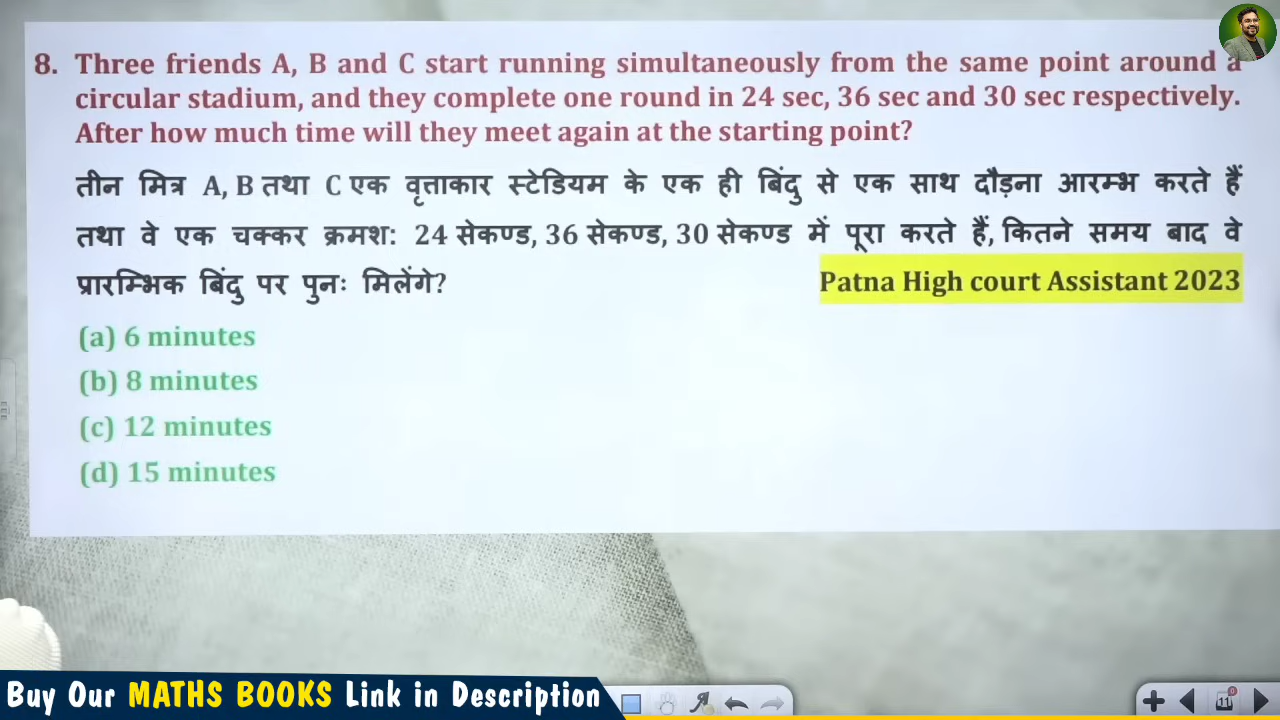 8. Three friends A, B and C start running simultaneously from the same point around a
circular stadium, and they complete one round in 24 sec, 36 sec and 30 sec respectively.
After how much time will they meet again at the starting point?
तीन मित्र A, B तथा C एक वृत्ताकार स्टेडियम के एक ही बिंदु से एक साथ दौड़ना आरम्भ करते हैं
तथा वे एक चक्कर क्रमश: 24 सेकण्ड, 36 सेकण्ड, 30 सेकण्ड में पूरा करते हैं, कितने समय बाद वे
प्रारम्भिक बिंदु पर पुनः मिलेंगे?
Patna High court Assistant 2023
(a) 6 minutes
(b) 8 minutes
(c) 12 minutes
(d) 15 minutes
Buy Our MATHS BOOKS Link in Description
11